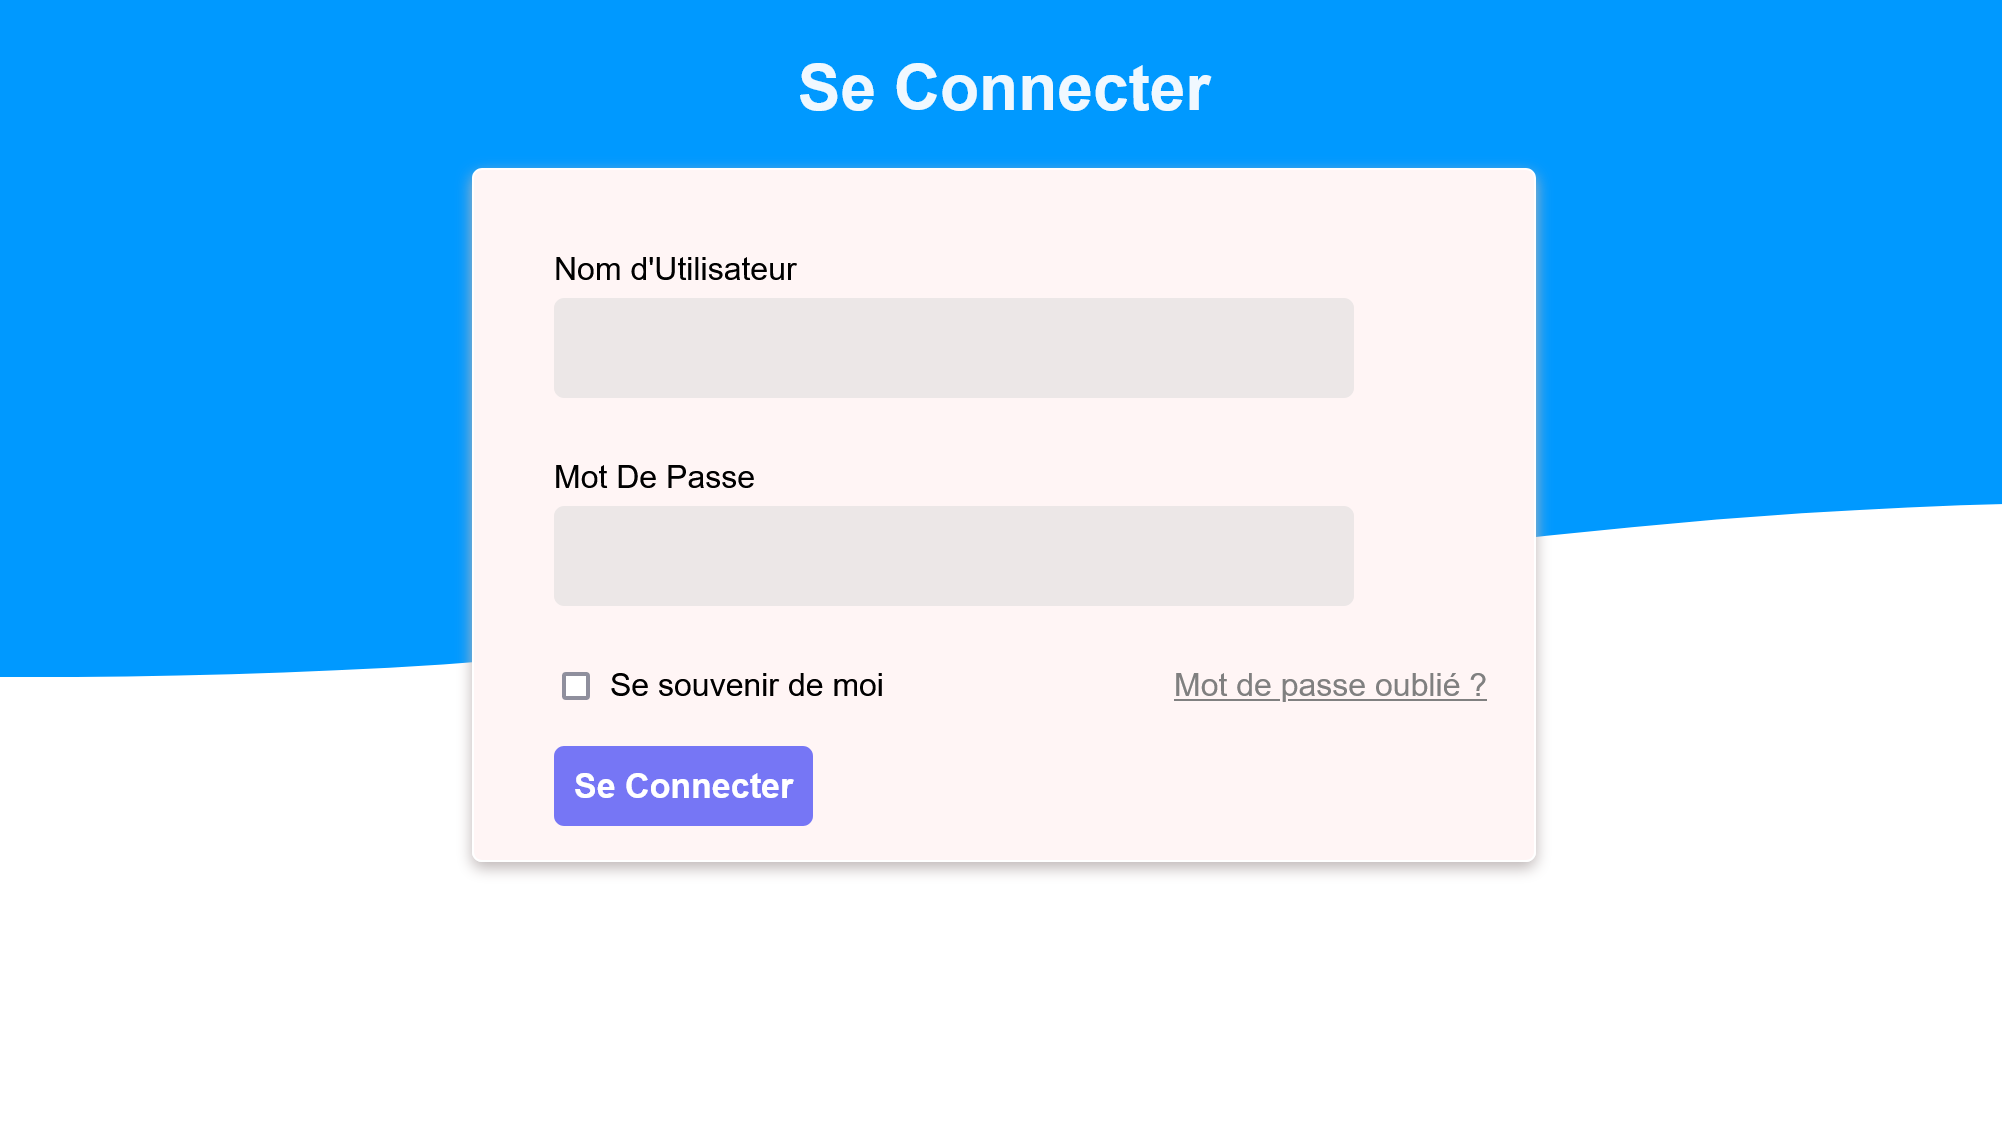 Se Connecter
Nom d'Utilisateur
Mot De Passe
Se souvenir de moi
Mot de passe oublié ?
Se Connecter